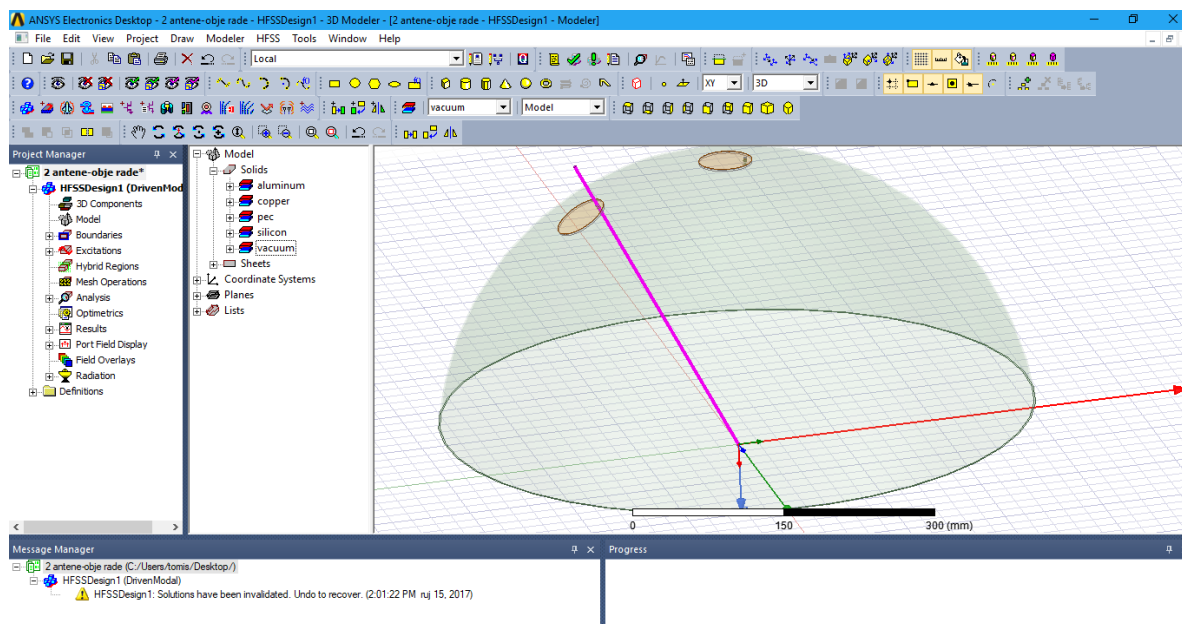 ANSYS Electronics Desktop - 2 antene-obje rade - HFSSDesign1 - 3D Modeler - [2 antene-obje rade - HFSSDesign1 - Modeler]
File Edit View Project Draw Modeler HFSS Tools Window Help
Local
XY 3D
vacuum Model
Project Manager
2 antene-obje rade*
HFSSDesign1 (DrivenMod
3D Components
Model
Boundaries
Excitations
Hybrid Regions
Mesh Operations
Analysis
Optimetrics
Results
Port Field Display
Field Overlays
Radiation
Definitions
Model
Solids
aluminum
copper
pec
silicon
vacuum
Sheets
Coordinate Systems
Planes
Lists
0 150 300 (mm)
Message Manager
2 antene-obje rade (C:/Users/tomis/Desktop/)
HFSSDesign1 (DrivenModal)
HFSSDesign1: Solutions have been invalidated. Undo to recover. (2:01:22 PM ruj 15, 2017)
Progress